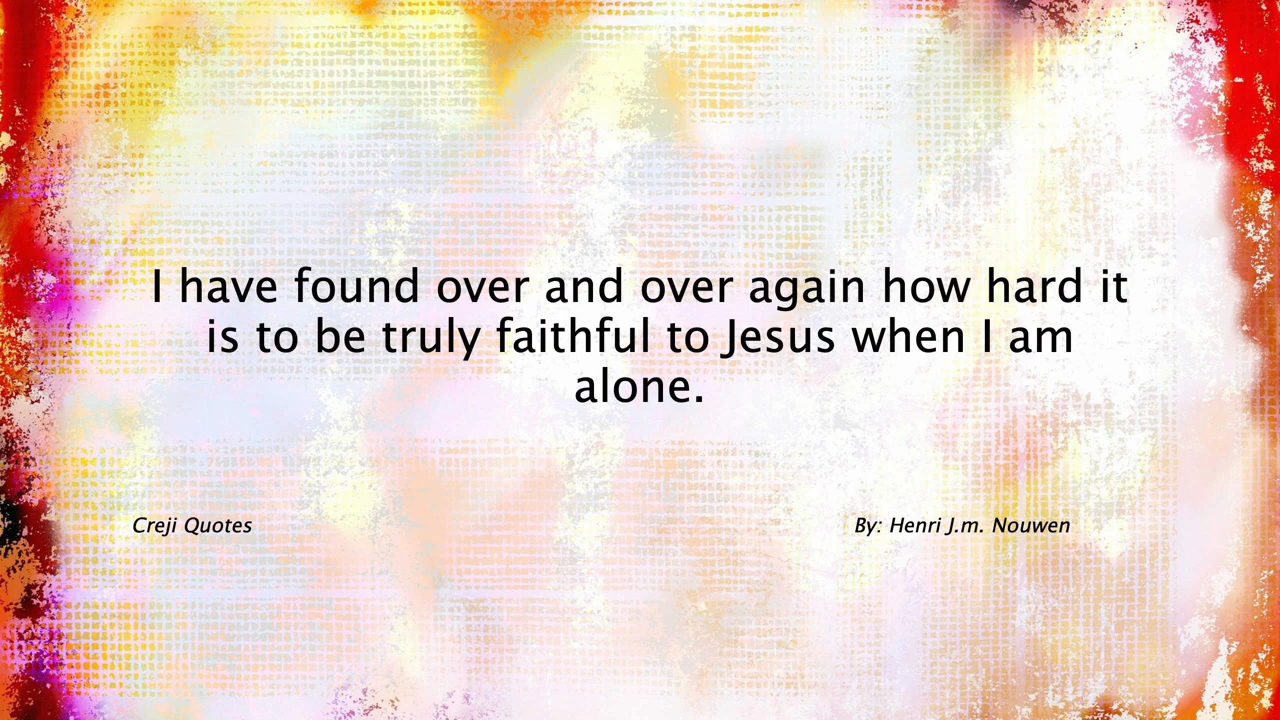 I have found over and over again how hard it
is to be truly faithful to Jesus when I am
alone.
Creji Quotes
By: Henri J.m. Nouwen